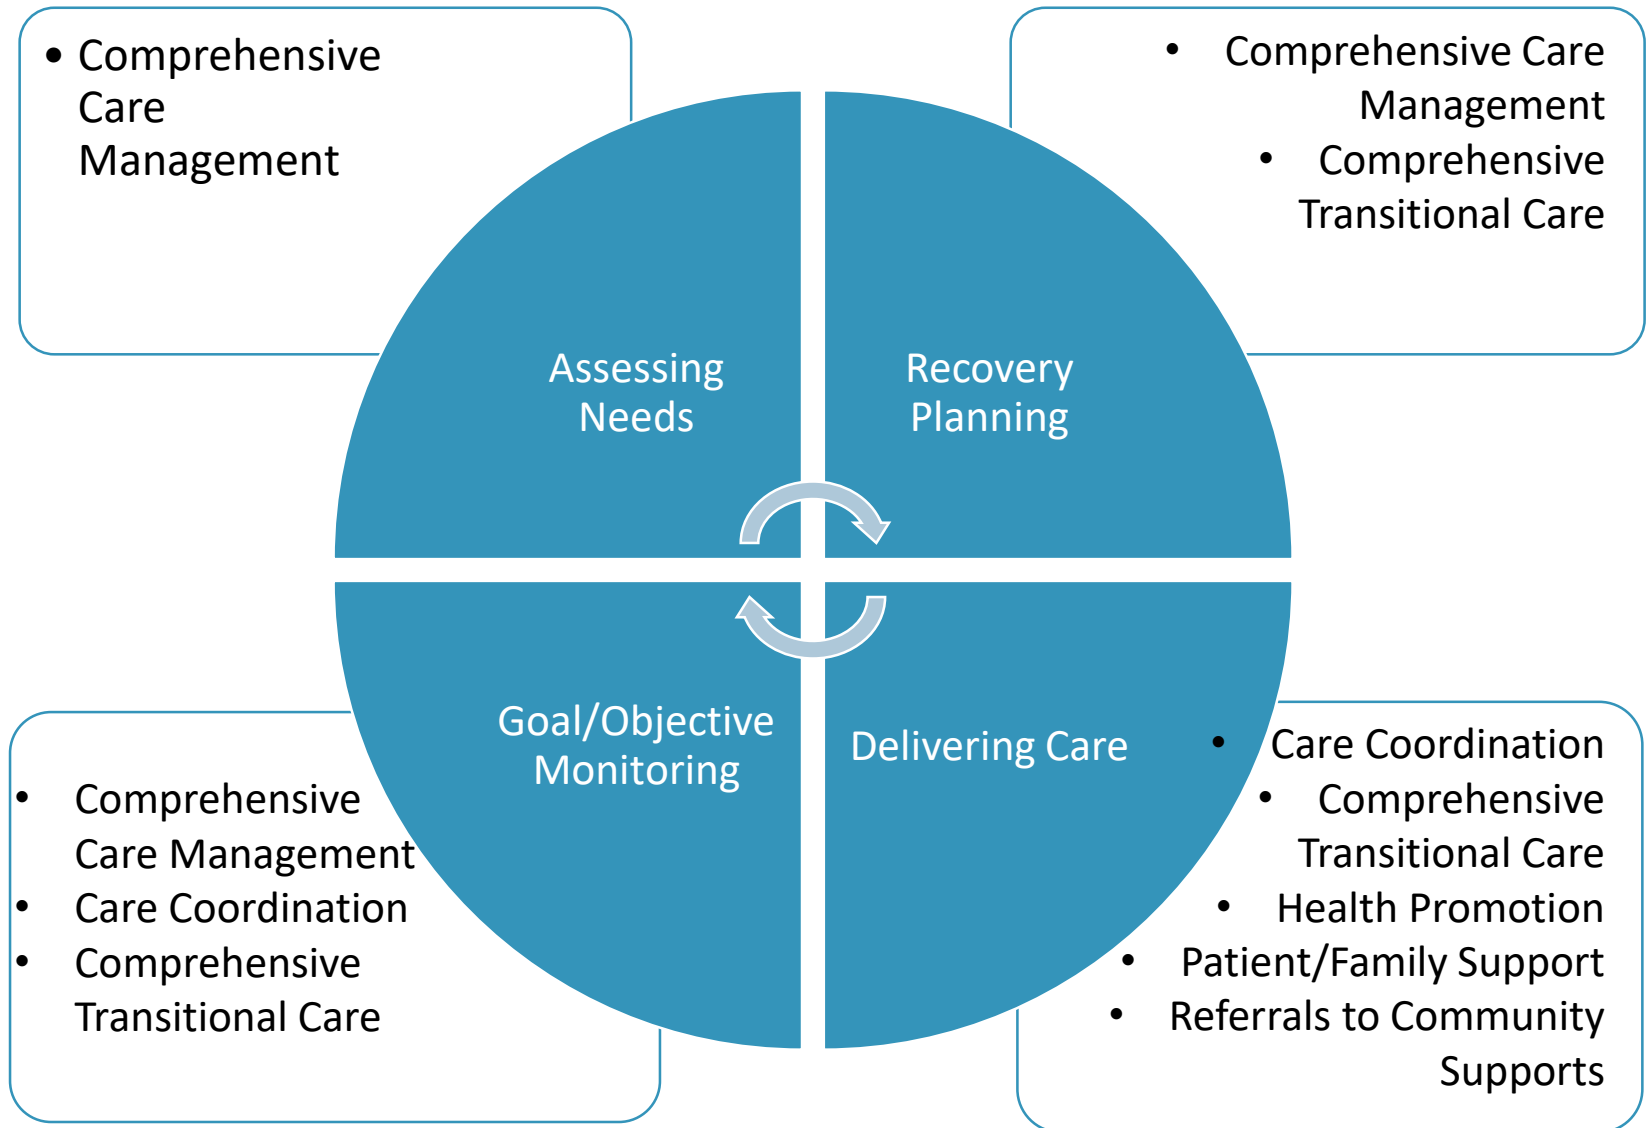 • Comprehensive
Care
Management
• Comprehensive Care
Management
• Comprehensive
Transitional Care
Assessing
Needs
Recovery
Planning
Goal/Objective
Monitoring
Delivering Care
• Comprehensive
Care Management
• Care Coordination
• Comprehensive
Transitional Care
• Care Coordination
• Comprehensive
Transitional Care
• Health Promotion
• Patient/Family Support
• Referrals to Community
Supports